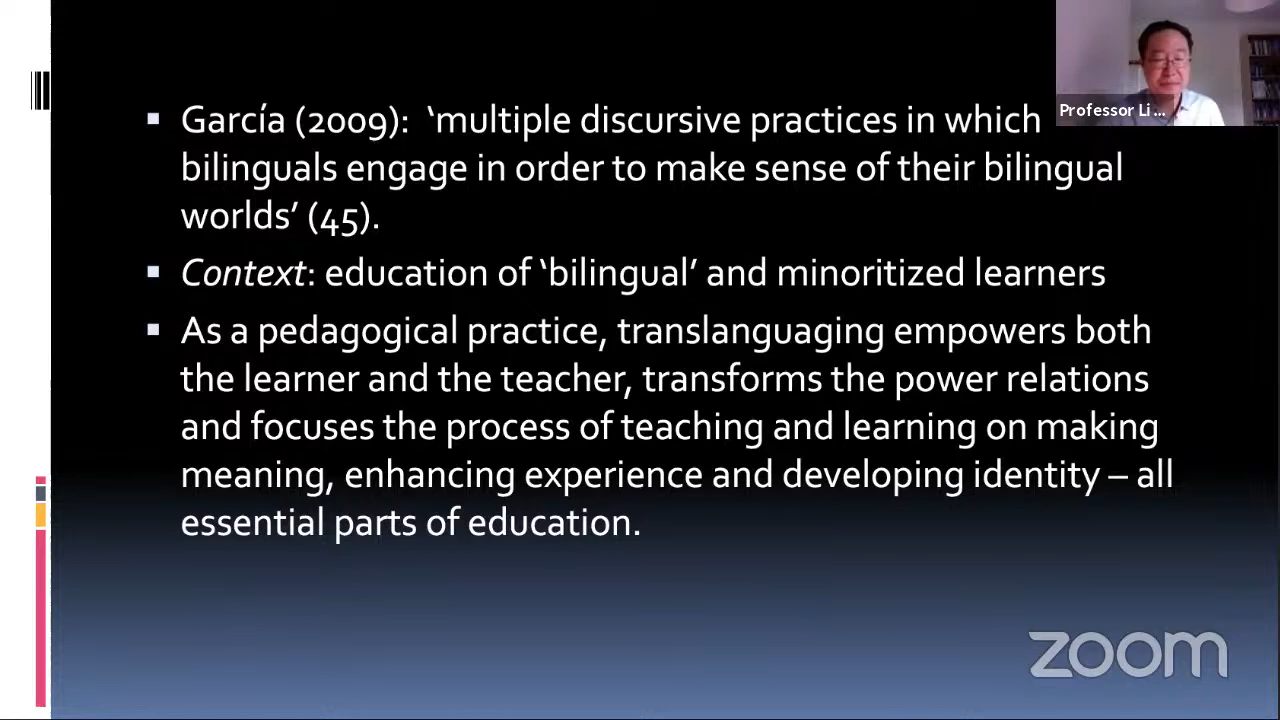 García (2009): ‘multiple discursive practices in which
bilinguals engage in order to make sense of their bilingual
worlds’ (45).
Context: education of ‘bilingual’ and minoritized learners
As a pedagogical practice, translanguaging empowers both
the learner and the teacher, transforms the power relations
and focuses the process of teaching and learning on making
meaning, enhancing experience and developing identity – all
essential parts of education.
Professor Li ...
zoom